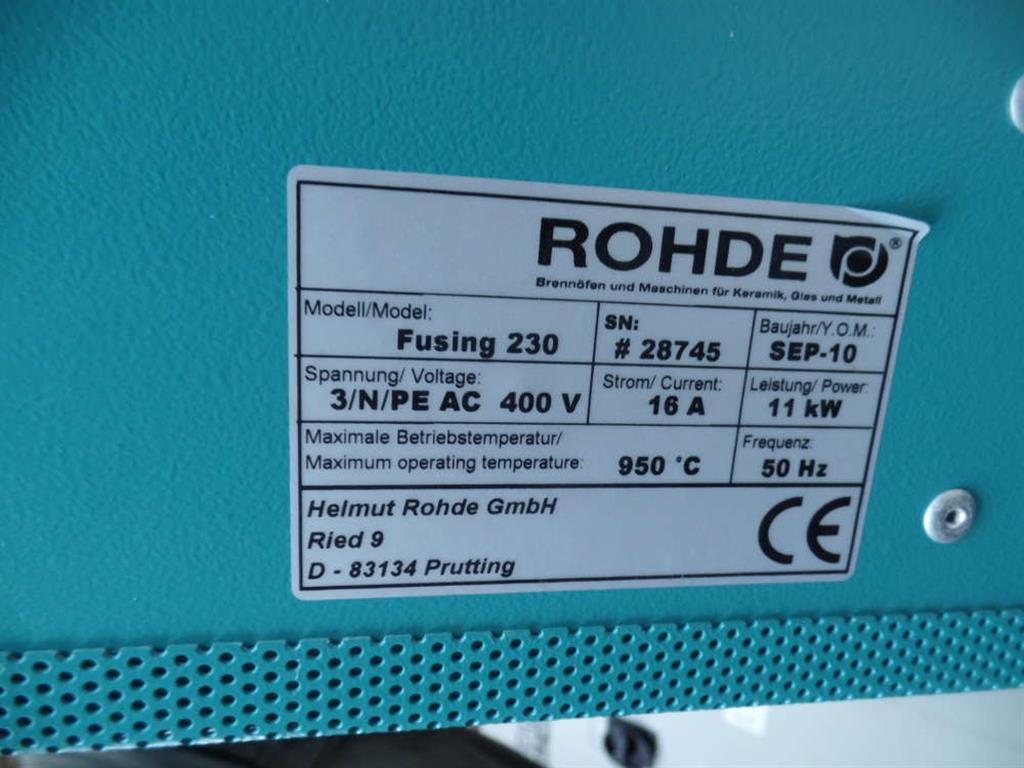 ROHDE ®
Brennöfen und Maschinen für Keramik, Glas und Metall
Modell/Model:
Fusing 230
SN:
# 28745
Baujahr/Y.O.M.:
SEP-10
Spannung/ Voltage:
3/N/PE AC 400 V
Strom/ Current:
16 A
Leistung/ Power:
11 kW
Maximale Betriebstemperatur/
Maximum operating temperature: 950 °C
Frequenz:
50 Hz
Helmut Rohde GmbH
Ried 9
D - 83134 Prutting
CE